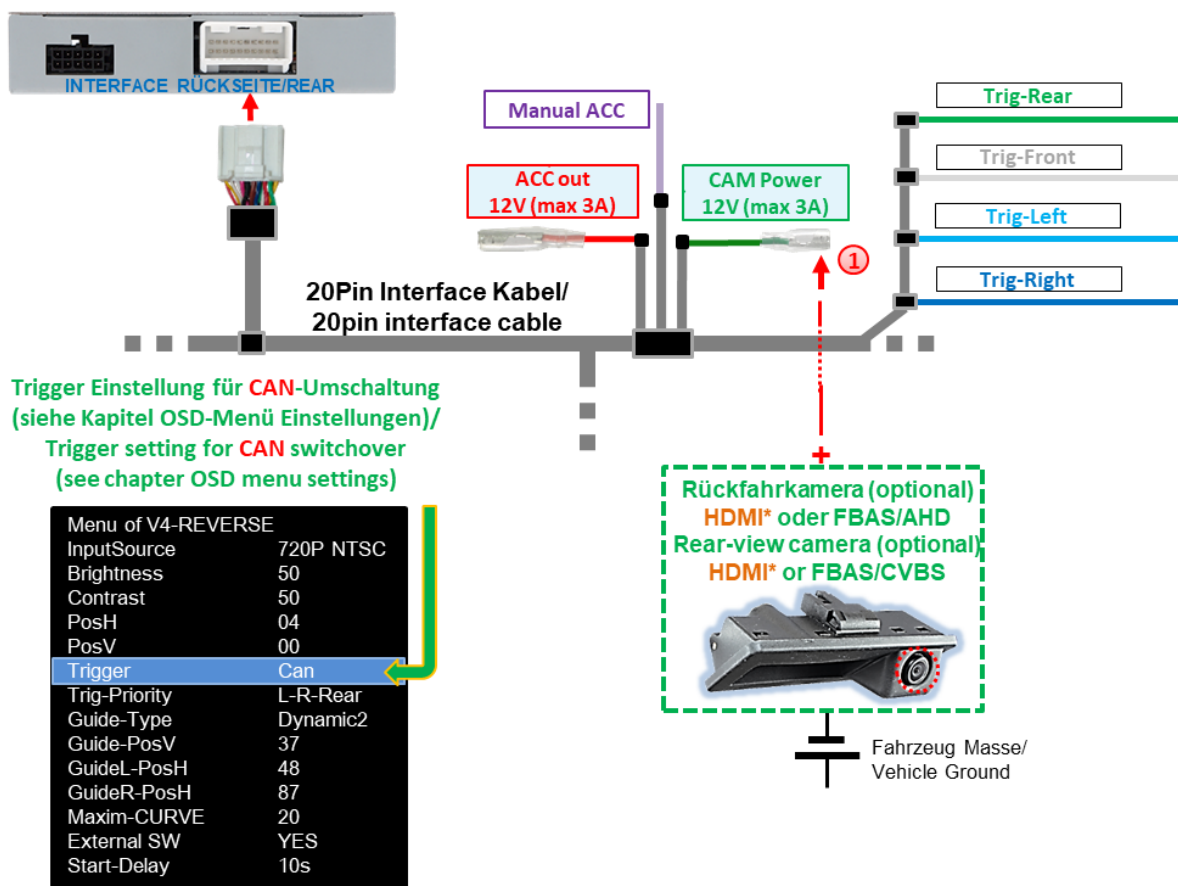 INTERFACE RÜCKSEITE/REAR
Manual ACC
ACC out
12V (max 3A)
CAM Power
12V (max 3A)
Trig-Rear
Trig-Front
Trig-Left
Trig-Right
1
20Pin Interface Kabel/
20pin interface cable
Trigger Einstellung für CAN-Umschaltung
(siehe Kapitel OSD-Menü Einstellungen)/
Trigger setting for CAN switchover
(see chapter OSD menu settings)
Menu of V4-REVERSE
InputSource 720P NTSC
Brightness 50
Contrast 50
PosH 04
PosV 00
Trigger Can
Trig-Priority L-R-Rear
Guide-Type Dynamic2
Guide-PosV 37
GuideL-PosH 48
GuideR-PosH 87
Maxim-CURVE 20
External SW YES
Start-Delay 10s
+
Rückfahrkamera (optional)
HDMI* oder FBAS/AHD
Rear-view camera (optional)
HDMI* or FBAS/CVBS
Fahrzeug Masse/
Vehicle Ground